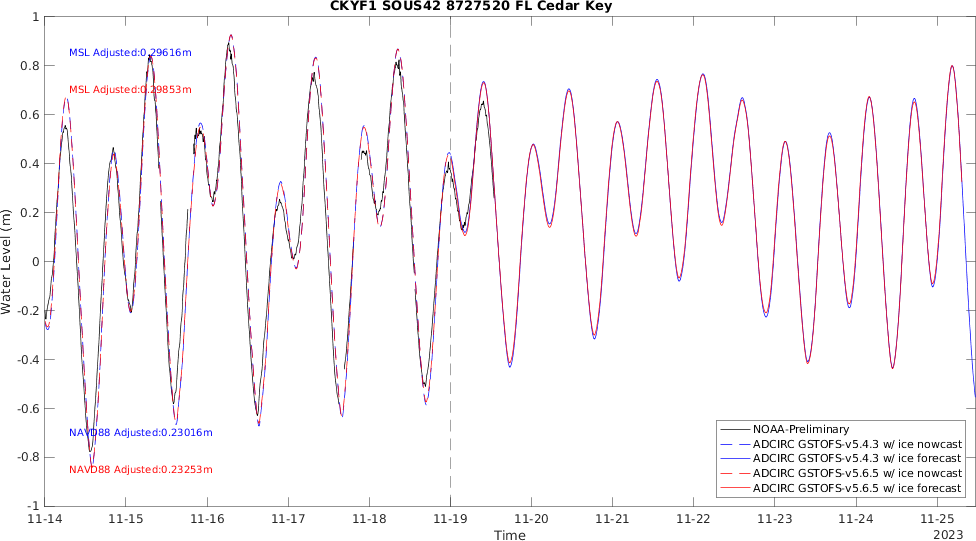 CKYF1 SOUS42 8727520 FL Cedar Key
1
0.8
0.6
0.4
0.2
0
-0.2
-0.4
-0.6
-0.8
-1
Water Level (m)
MSL Adjusted:0.29616m
MSL Adjusted:0.29853m
NAVD88 Adjusted:0.23016m
NAVD88 Adjusted:0.23253m
NOAA-Preliminary
ADCIRC GSTOFS-v5.4.3 w/ ice nowcast
ADCIRC GSTOFS-v5.4.3 w/ ice forecast
ADCIRC GSTOFS-v5.6.5 w/ ice nowcast
ADCIRC GSTOFS-v5.6.5 w/ ice forecast
11-14 11-15 11-16 11-17 11-18 11-19 11-20 11-21 11-22 11-23 11-24 11-25
Time
2023